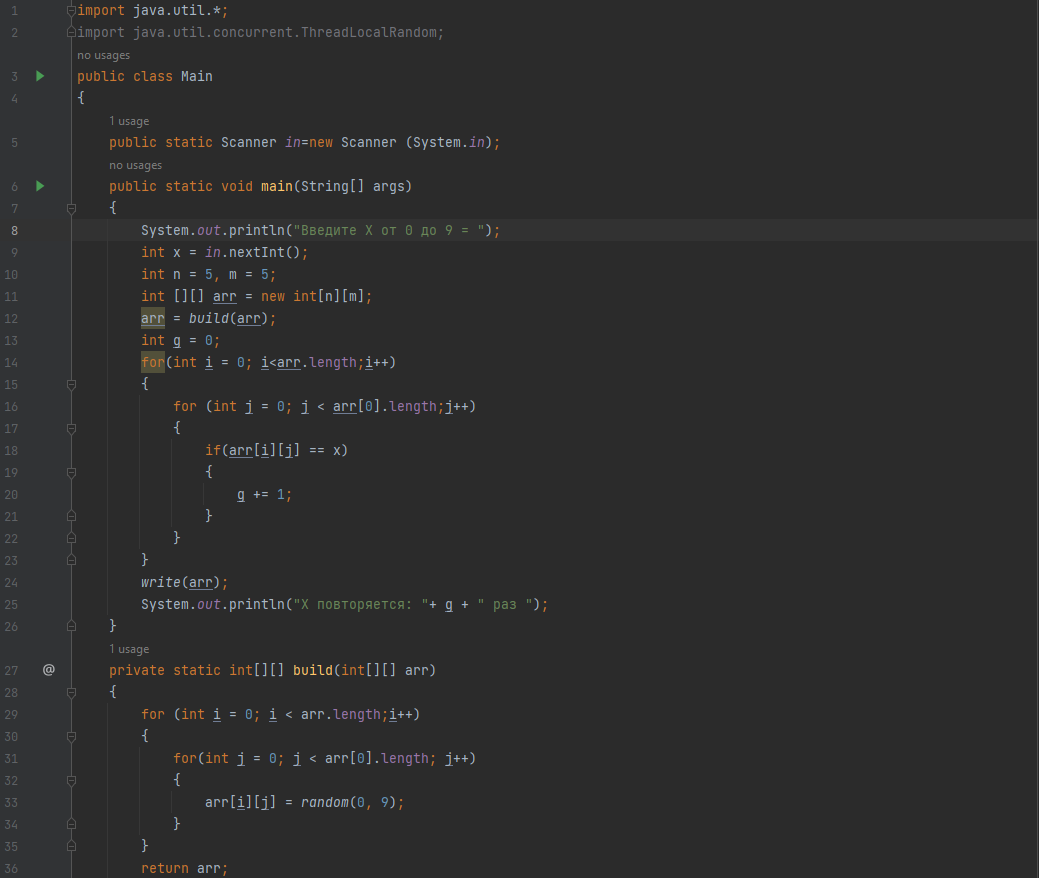 1 import java.util.*;
2 import java.util.concurrent.ThreadLocalRandom;
no usages
3 public class Main
4 {
1 usage
5 public static Scanner in=new Scanner (System.in);
no usages
6 public static void main(String[] args)
7 {
8 System.out.println("Введите X от 0 до 9 = ");
9 int x = in.nextInt();
10 int n = 5, m = 5;
11 int [][] arr = new int[n][m];
12 arr = build(arr);
13 int g = 0;
14 for(int i = 0; i<arr.length;i++)
15 {
16 for (int j = 0; j < arr[0].length;j++)
17 {
18 if(arr[i][j] == x)
19 {
20 g += 1;
21 }
22 }
23 }
24 write(arr);
25 System.out.println("X повторяется: "+ g + " раз ");
26 }
1 usage
27 @ private static int[][] build(int[][] arr)
28 {
29 for (int i = 0; i < arr.length;i++)
30 {
31 for(int j = 0; j < arr[0].length; j++)
32 {
33 arr[i][j] = random(0, 9);
34 }
35 }
36 return arr;